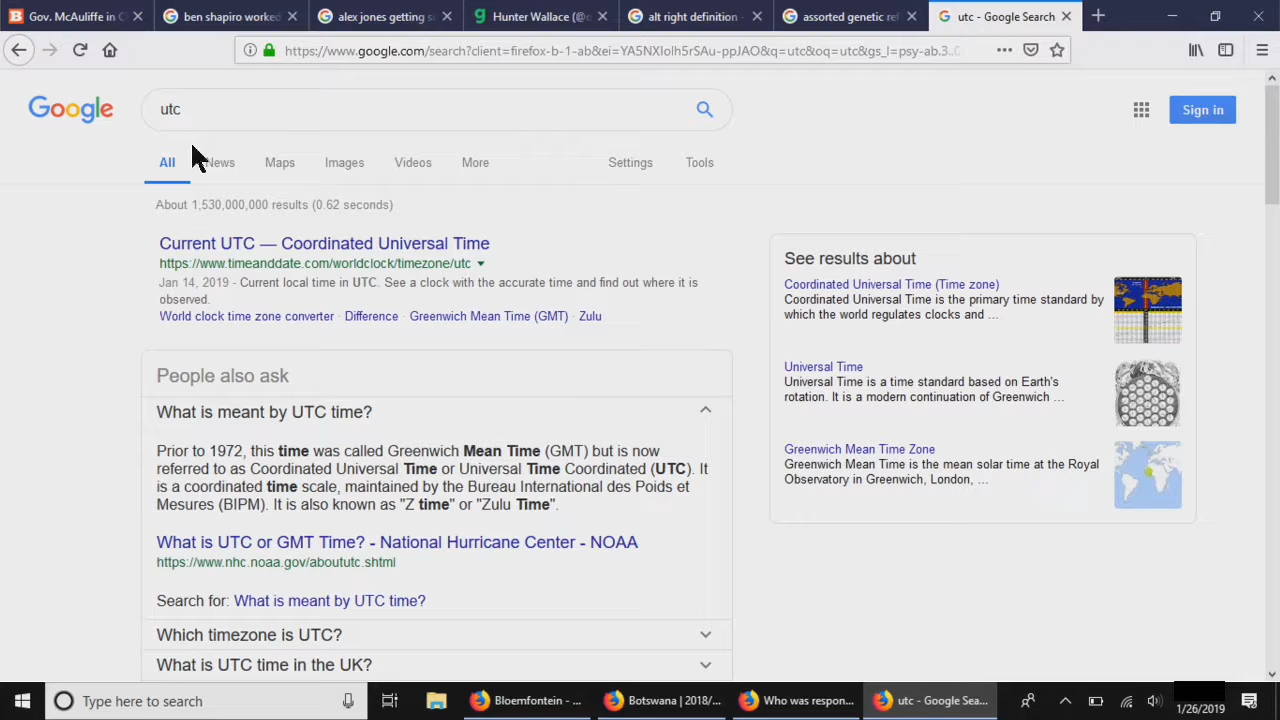 Gov. McAuliffe in C
ben shapiro worked
alex jones getting s
Hunter Wallace (@o
alt right definition -
assorted genetic ref
utc - Google Search
https://www.google.com/search?client=firefox-b-1-ab&ei=YA5NXIolh5rSAu-ppJAO&q=utc&oq=utc&gs_l=psy-ab.3..
Google
utc
Sign in
All
News
Maps
Images
Videos
More
Settings
Tools
About 1,530,000,000 results (0.62 seconds)
Current UTC — Coordinated Universal Time
https://www.timeanddate.com/worldclock/timezone/utc
Jan 14, 2019 - Current local time in UTC. See a clock with the accurate time and find out where it is
observed.
World clock time zone converter · Difference · Greenwich Mean Time (GMT) · Zulu
People also ask
What is meant by UTC time?
Prior to 1972, this time was called Greenwich Mean Time (GMT) but is now
referred to as Coordinated Universal Time or Universal Time Coordinated (UTC). It
is a coordinated time scale, maintained by the Bureau International des Poids et
Mesures (BIPM). It is also known as "Z time" or "Zulu Time".
What is UTC or GMT Time? - National Hurricane Center - NOAA
https://www.nhc.noaa.gov/aboututc.shtml
Search for: What is meant by UTC time?
Which timezone is UTC?
What is UTC time in the UK?
See results about
Coordinated Universal Time (Time zone)
Coordinated Universal Time is the primary time standard by
which the world regulates clocks and ...
Universal Time
Universal Time is a time standard based on Earth's
rotation. It is a modern continuation of Greenwich ...
Greenwich Mean Time Zone
Greenwich Mean Time is the mean solar time at the Royal
Observatory in Greenwich, London, ...
Type here to search
Bloemfontein - ...
Botswana | 2018/...
Who was respon...
utc - Google Sea...
1/26/2019